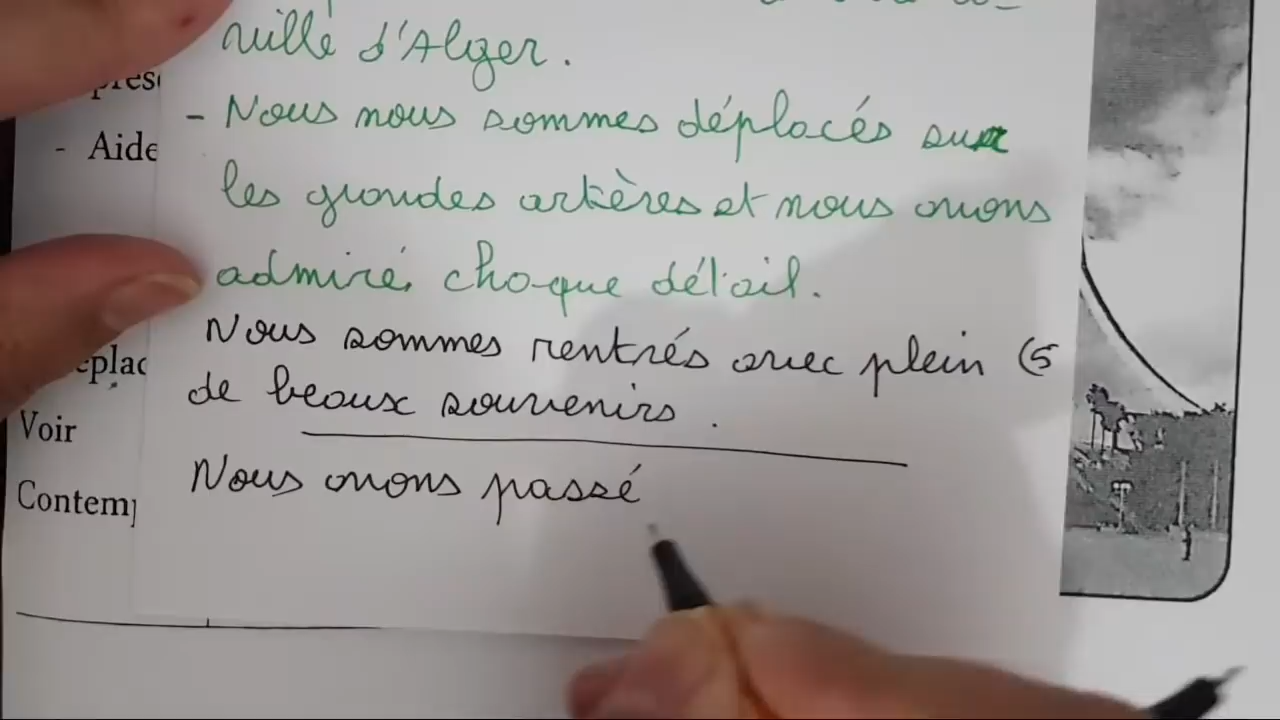 ville d'Alger.
- Aide
- Nous nous sommes déplacés sur
les grandes artères et nous avons
admiré chaque détail.
Nous sommes rentrés avec plein (5
de beaux souvenirs.
Voir
Nous avons passé
Contem